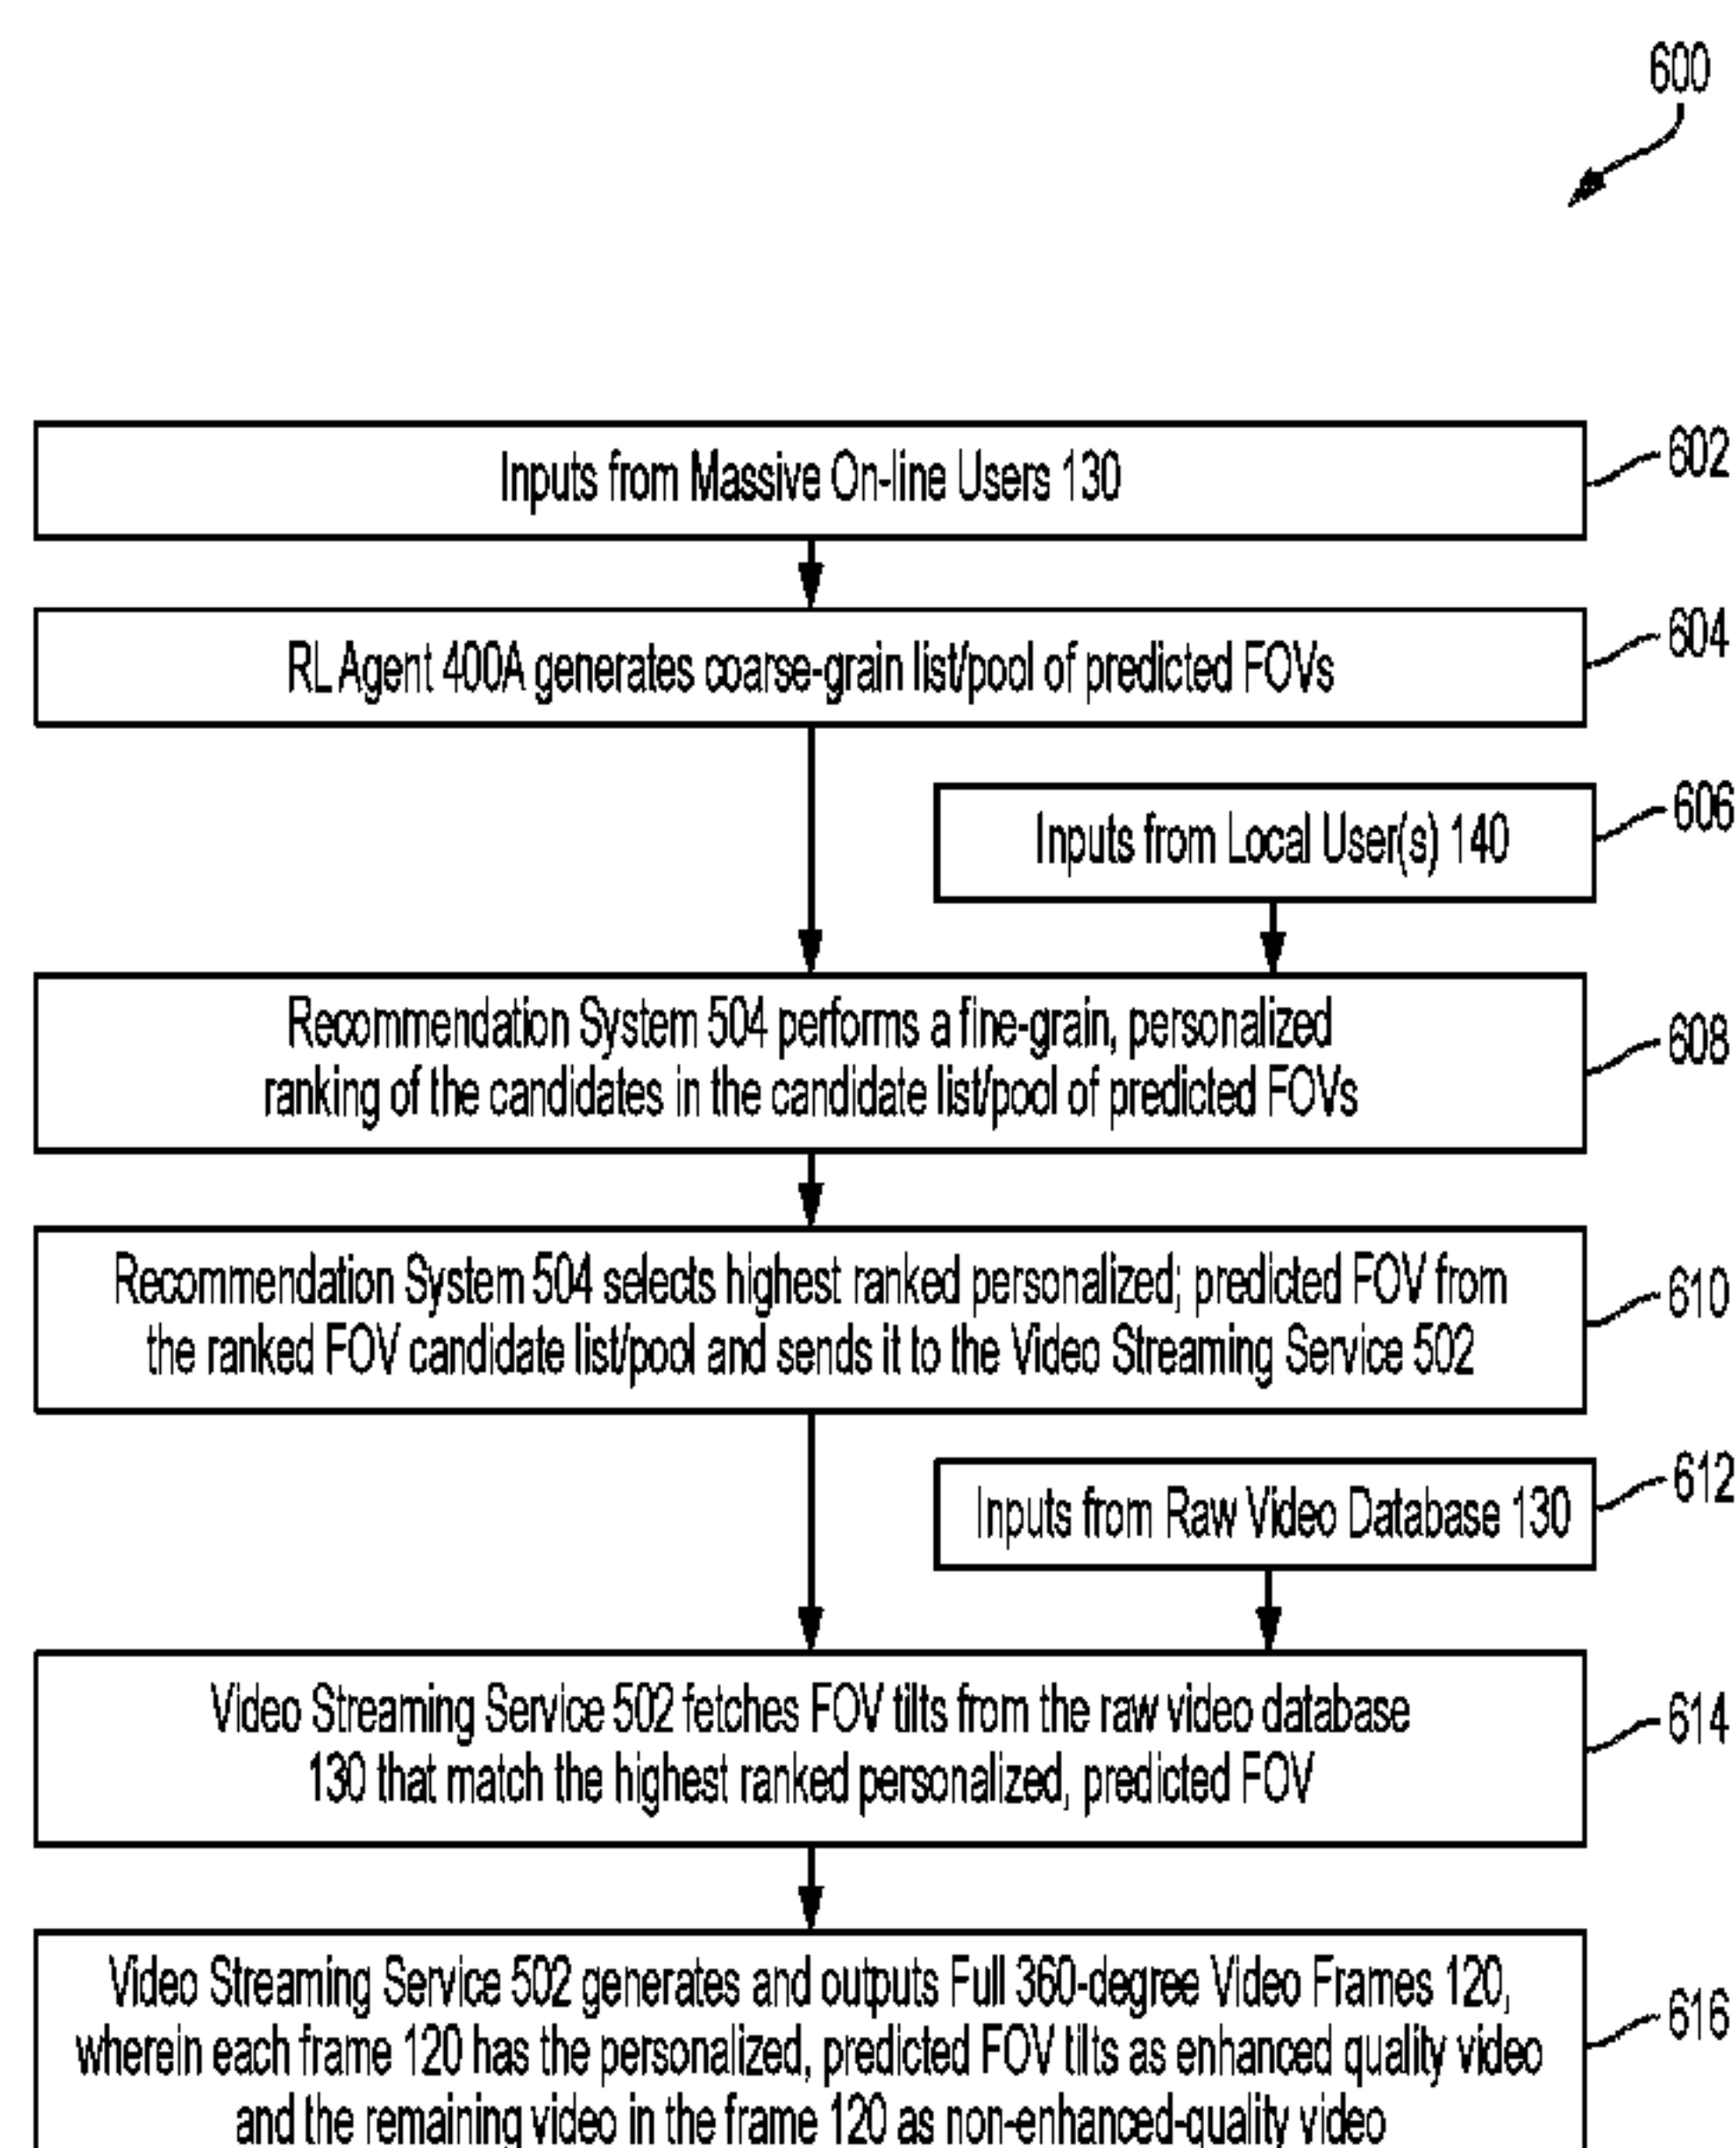 600
Inputs from Massive On-line Users 130
602
RL Agent 400A generates coarse-grain list/pool of predicted FOVs
604
Inputs from Local User(s) 140
606
Recommendation System 504 performs a fine-grain, personalized
ranking of the candidates in the candidate list/pool of predicted FOVs
608
Recommendation System 504 selects highest ranked personalized; predicted FOV from
the ranked FOV candidate list/pool and sends it to the Video Streaming Service 502
610
Inputs from Raw Video Database 130
612
Video Streaming Service 502 fetches FOV tilts from the raw video database
130 that match the highest ranked personalized, predicted FOV
614
Video Streaming Service 502 generates and outputs Full 360-degree Video Frames 120,
wherein each frame 120 has the personalized, predicted FOV tilts as enhanced quality video
and the remaining video in the frame 120 as non-enhanced-quality video
616